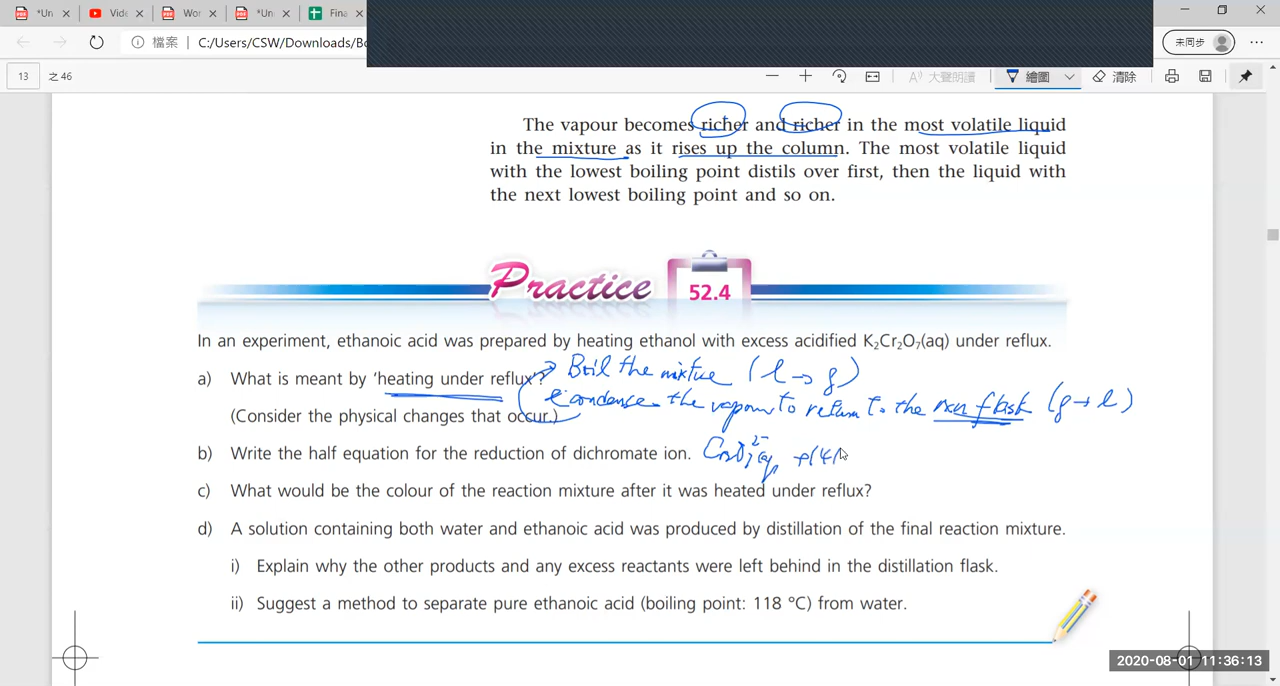 *Un
Vide
Wor
*Un
Fina
檔案 C:/Users/CSW/Downloads/Bo
未同步
13 之 46
大聲朗讀
繪圖
清除
The vapour becomes richer and richer in the most volatile liquid
in the mixture as it rises up the column. The most volatile liquid
with the lowest boiling point distils over first, then the liquid with
the next lowest boiling point and so on.
Practice 52.4
In an experiment, ethanoic acid was prepared by heating ethanol with excess acidified K₂Cr₂O₇(aq) under reflux.
a) What is meant by ‘heating under reflux’? Boil the mixture (l → g)
condense the vapour to return to the flask (g → l)
(Consider the physical changes that occur.)
b) Write the half equation for the reduction of dichromate ion. Cr₂O₇²⁻(aq) + 14
c) What would be the colour of the reaction mixture after it was heated under reflux?
d) A solution containing both water and ethanoic acid was produced by distillation of the final reaction mixture.
i) Explain why the other products and any excess reactants were left behind in the distillation flask.
ii) Suggest a method to separate pure ethanoic acid (boiling point: 118 °C) from water.
2020-08-01 11:36:13